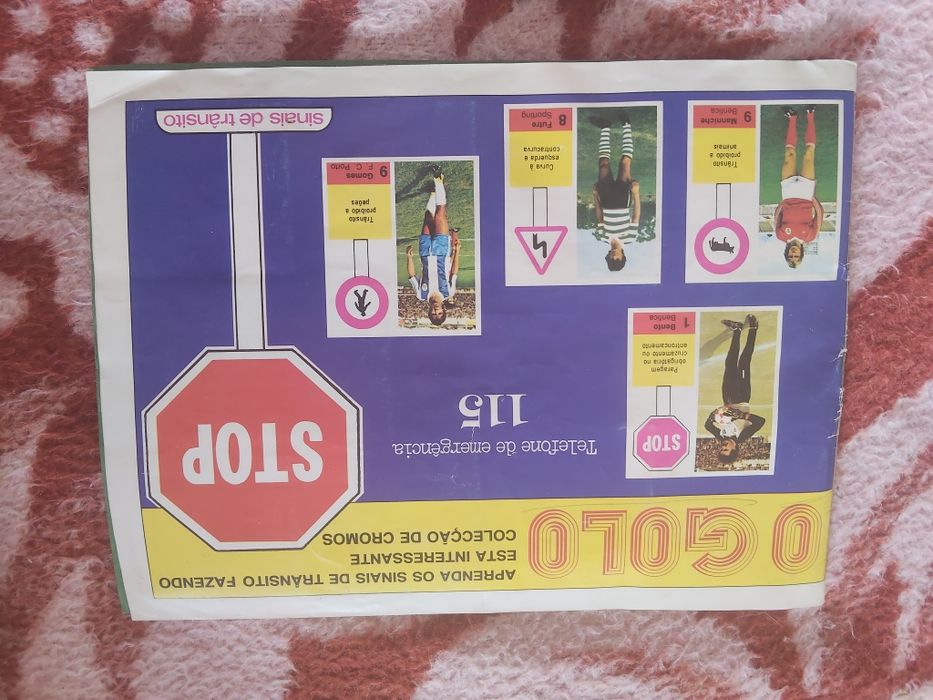 O GOLO
APRENDA OS SINAIS DE TRÂNSITO FAZENDO
ESTA INTERESSANTE
COLECÇÃO DE CROMOS
STOP
Telefone de emergência
115
STOP
Paragem
obrigatória no
cruzamento ou
entroncamento
1 Bento
Benfica
Trânsito
proibido a
peões
9 Gomes
F. C. Porto
Curva à
esquerda e
contracurva
8 Futre
Sporting
Trânsito
proibido a
animais
9 Manniche
Benfica
sinais de trânsito